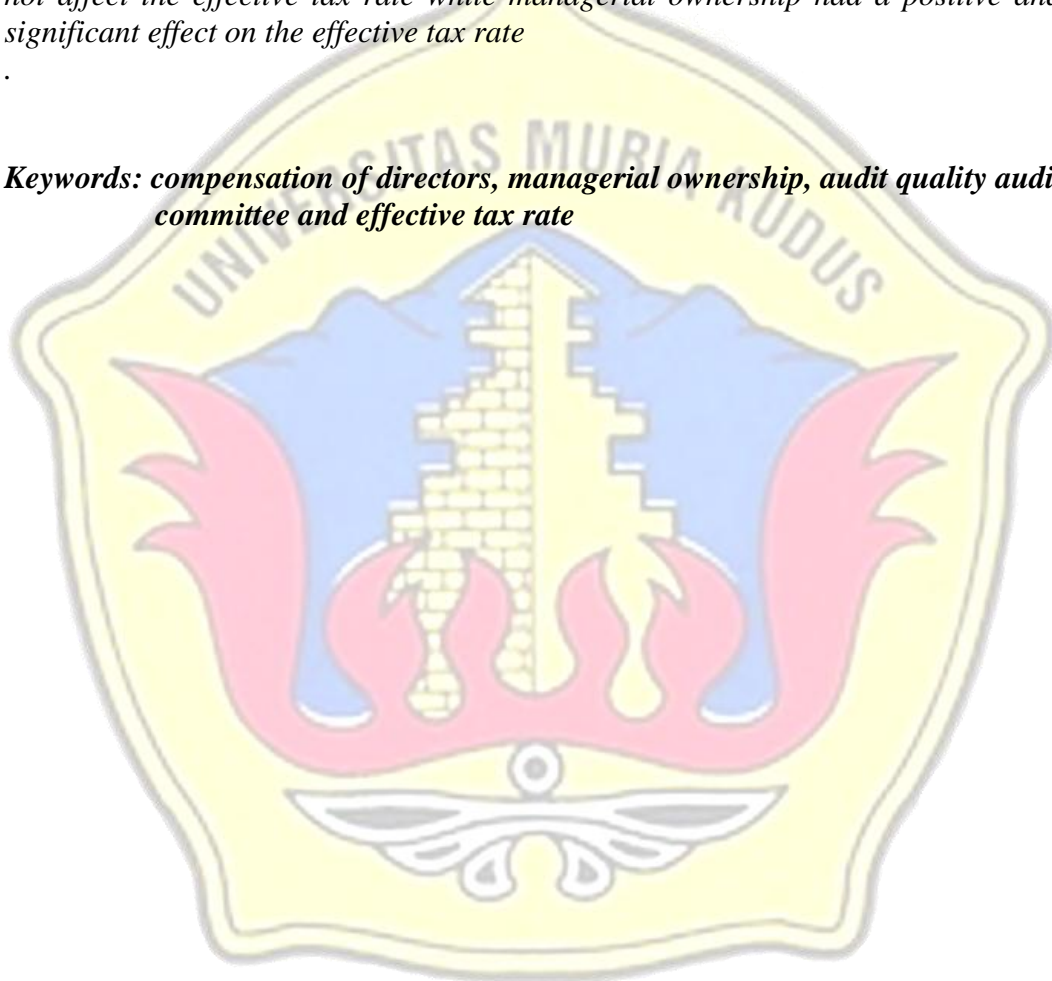 not affect the effective tax rate while managerial ownership had a positive and
significant effect on the effective tax rate
.
Keywords: compensation of directors, managerial ownership, audit quality audi
committee and effective tax rate
UNIVERSITAS MURIA KUDUS